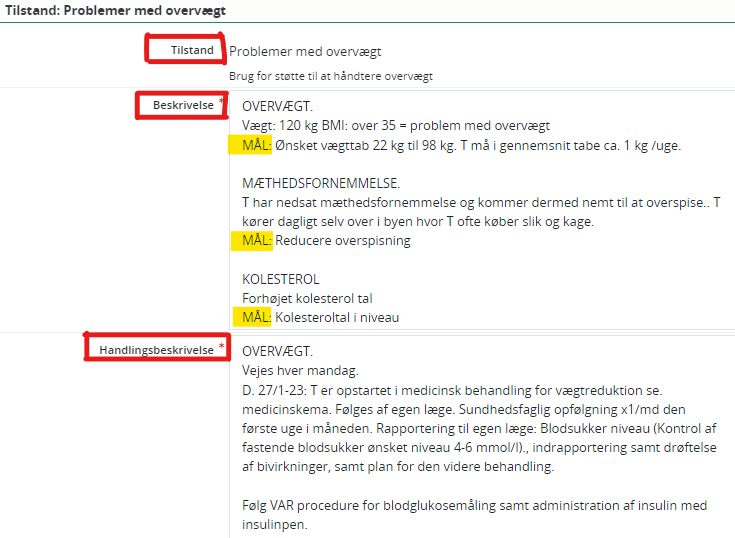 Tilstand: Problemer med overvægt
Tilstand Problemer med overvægt
Brug for støtte til at håndtere overvægt
Beskrivelse * OVERVÆGT.
Vægt: 120 kg BMI: over 35 = problem med overvægt
MÅL: Ønsket vægttab 22 kg til 98 kg. T må i gennemsnit tabe ca. 1 kg /uge.
MÆTHEDSFORNEMMELSE.
T har nedsat mæthedsfornemmelse og kommer dermed nemt til at overspise.. T
kører dagligt selv over i byen hvor T ofte køber slik og kage.
MÅL: Reducere overspisning
KOLESTEROL
Forhøjet kolesterol tal
MÅL: Kolesteroltal i niveau
Handlingsbeskrivelse * OVERVÆGT.
Vejes hver mandag.
D. 27/1-23: T er opstartet i medicinsk behandling for vægtreduktion se.
medicinskema. Følges af egen læge. Sundhedsfaglig opfølgning x1/md den
første uge i måneden. Rapportering til egen læge: Blodsukker niveau (Kontrol af
fastende blodsukker ønsket niveau 4-6 mmol/l)., indrapportering samt drøftelse
af bivirkninger, samt plan for den videre behandling.
Følg VAR procedure for blodglukosemåling samt administration af insulin med
insulinpen.